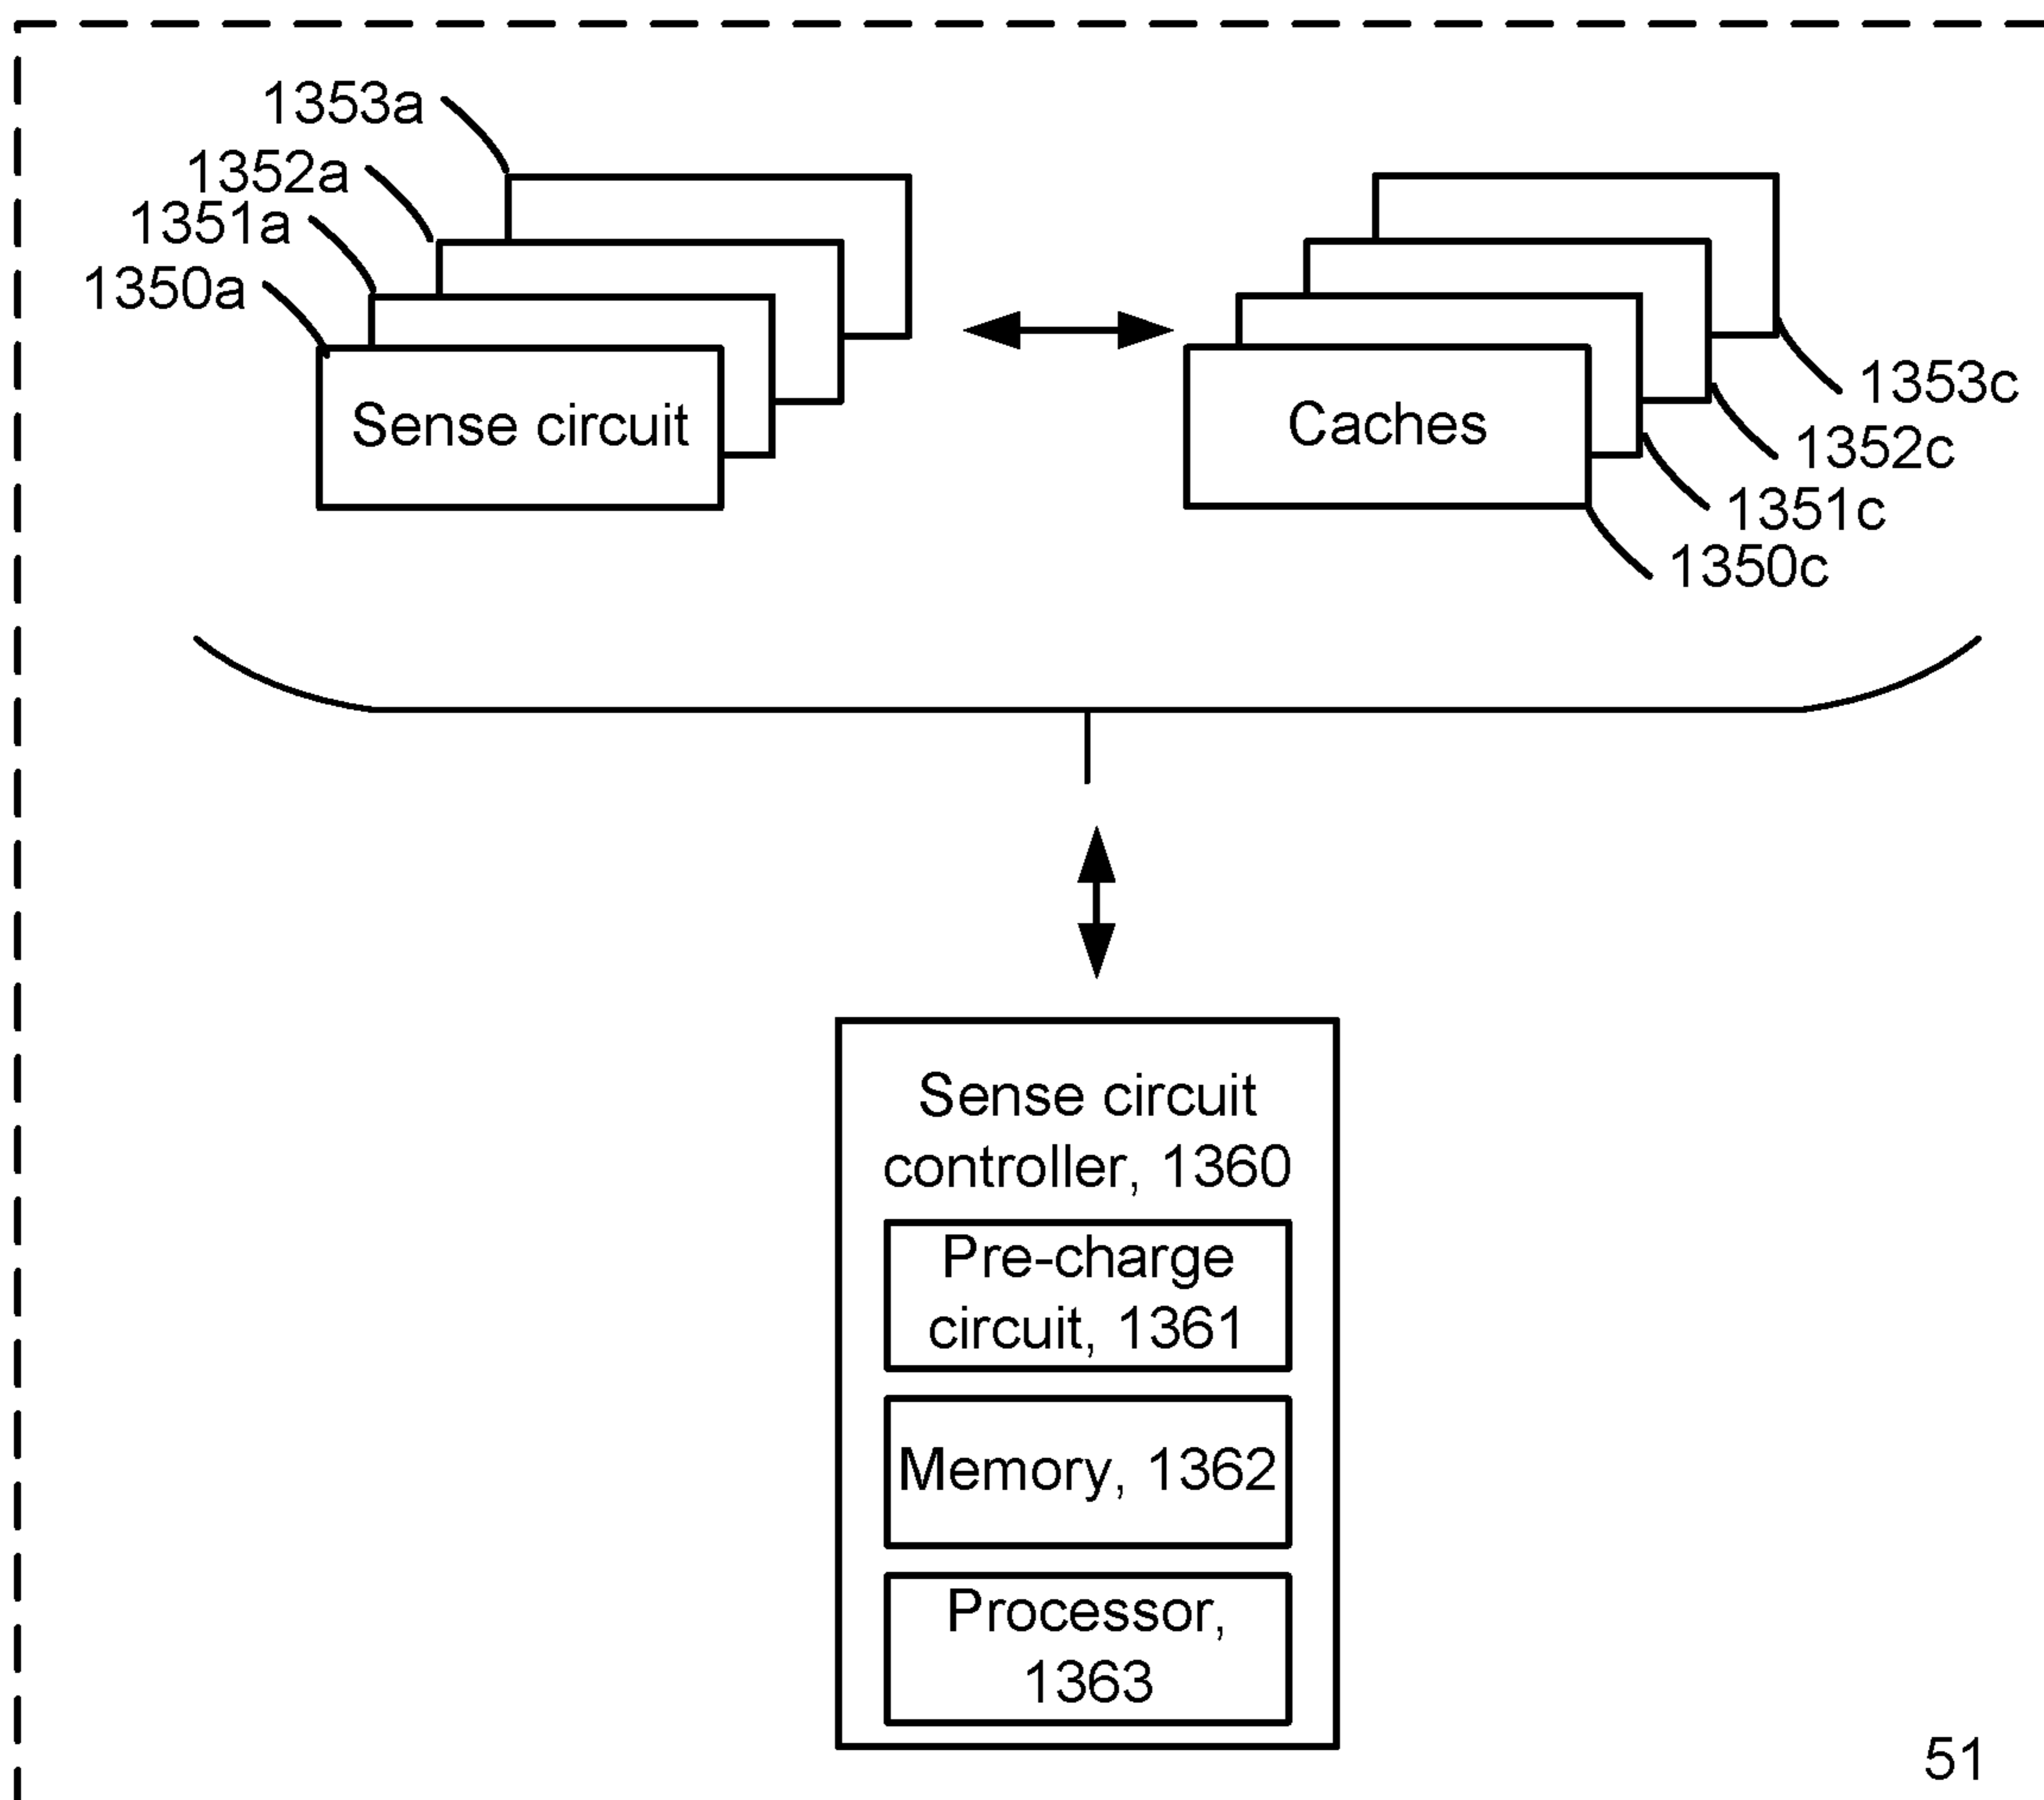 1353a
1352a
1351a
1350a
Sense circuit
Caches
1353c
1352c
1351c
1350c
Sense circuit
controller, 1360
Pre-charge
circuit, 1361
Memory, 1362
Processor,
1363
51